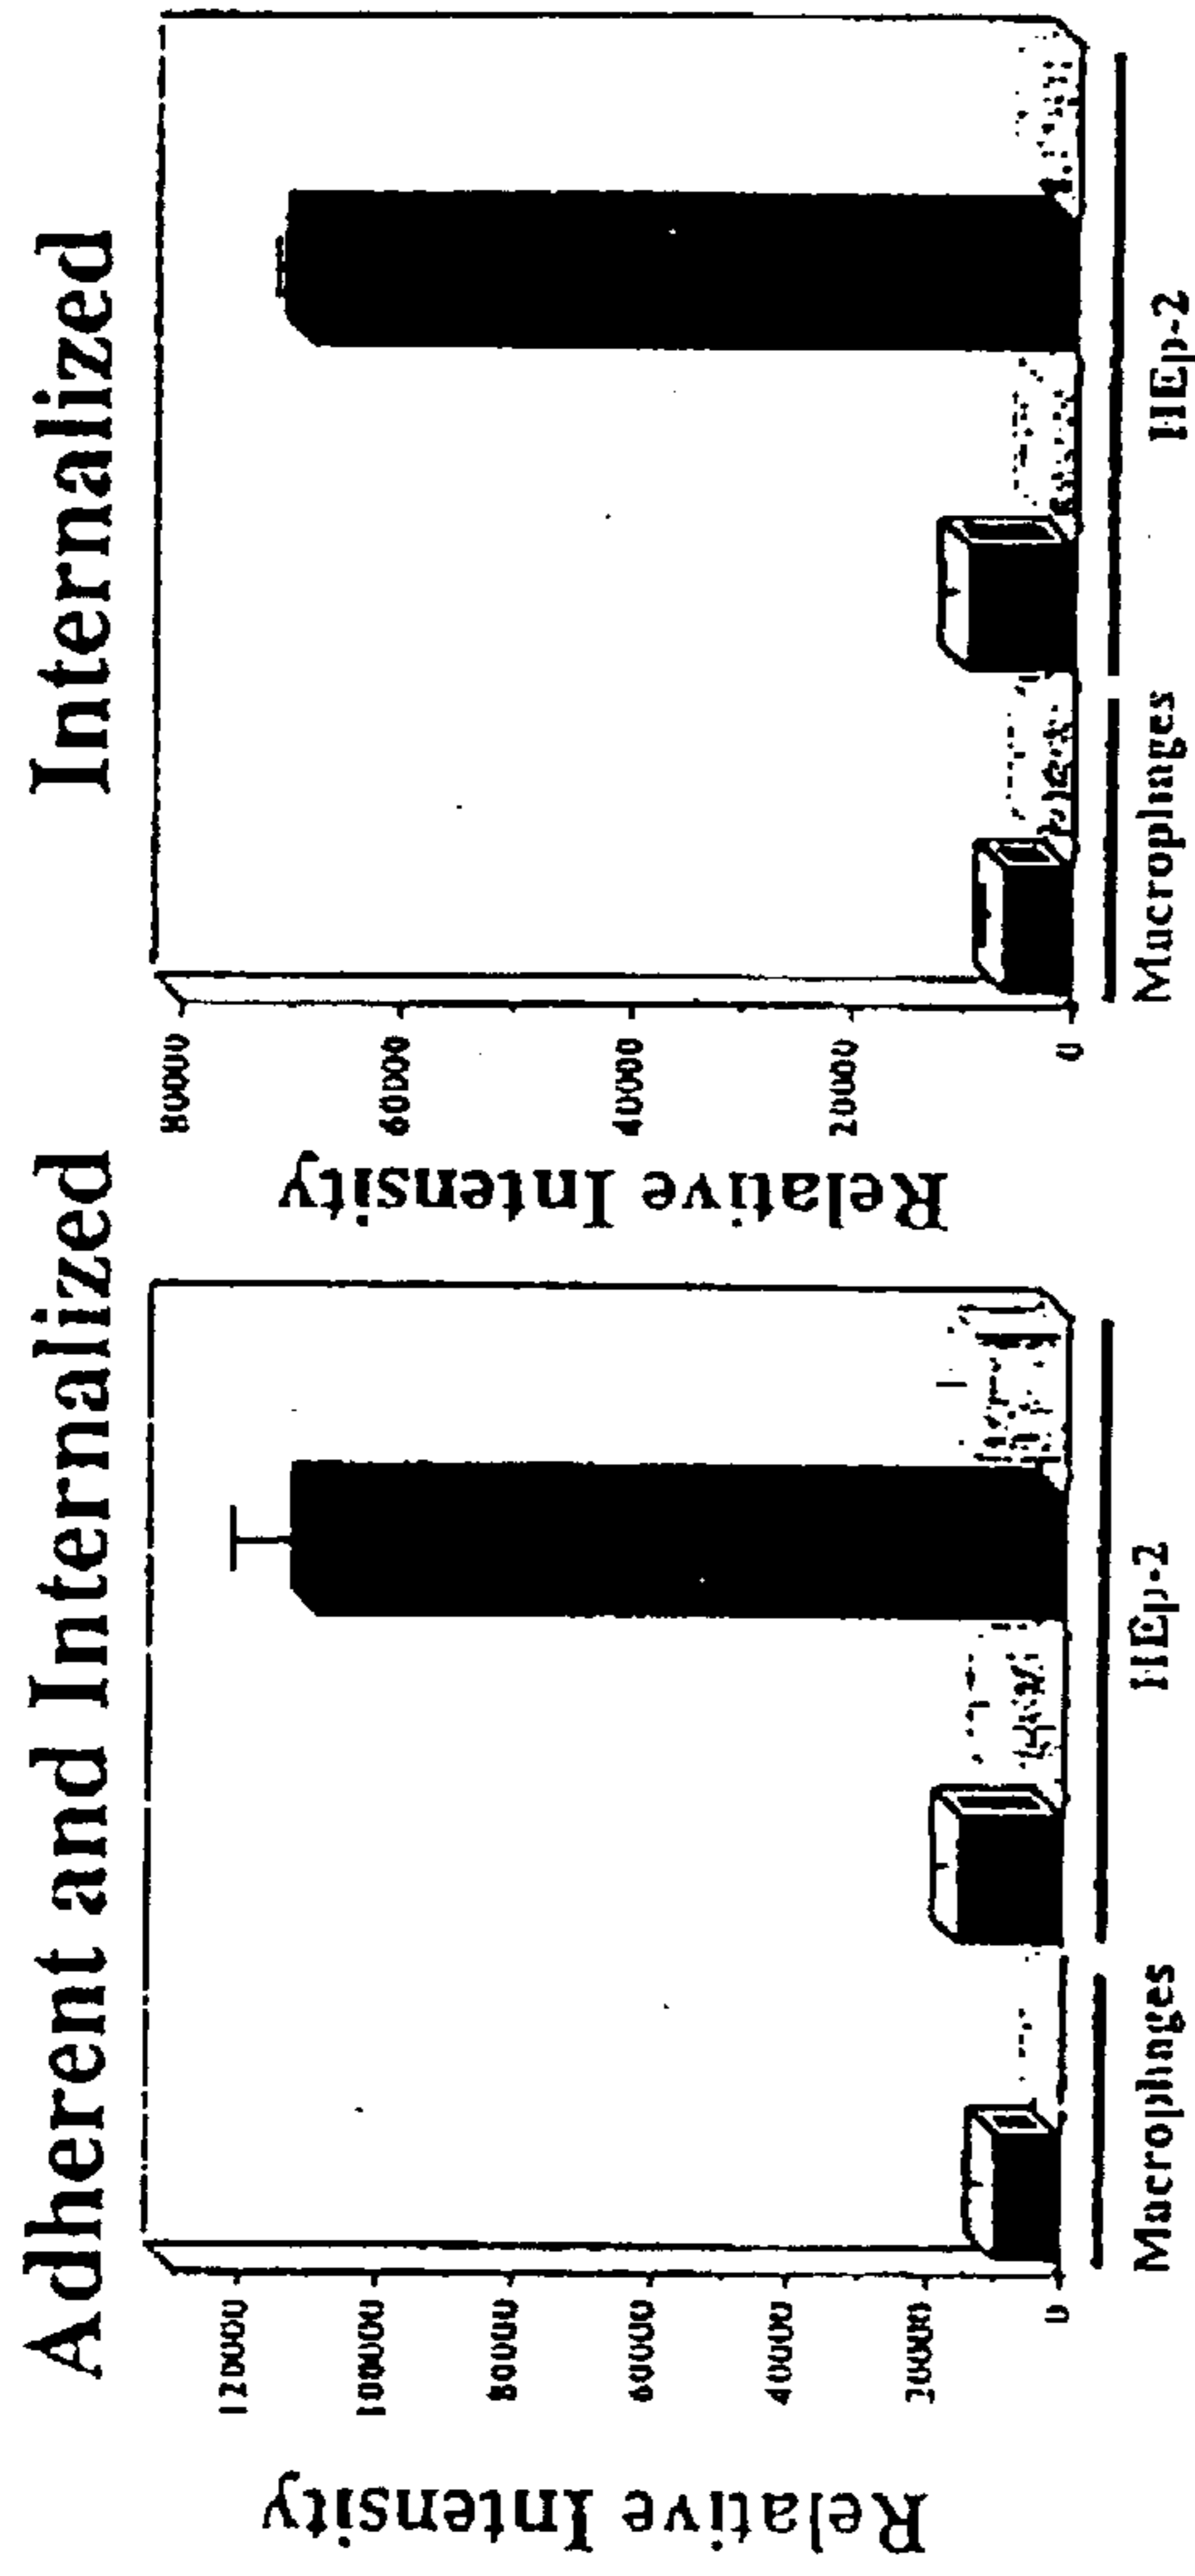 Adherent and Internalized
Relative Intensity
120000
100000
80000
60000
40000
20000
0
Macrophages
HEp-2
Internalized
Relative Intensity
80000
60000
40000
20000
0
Macrophages
HEp-2